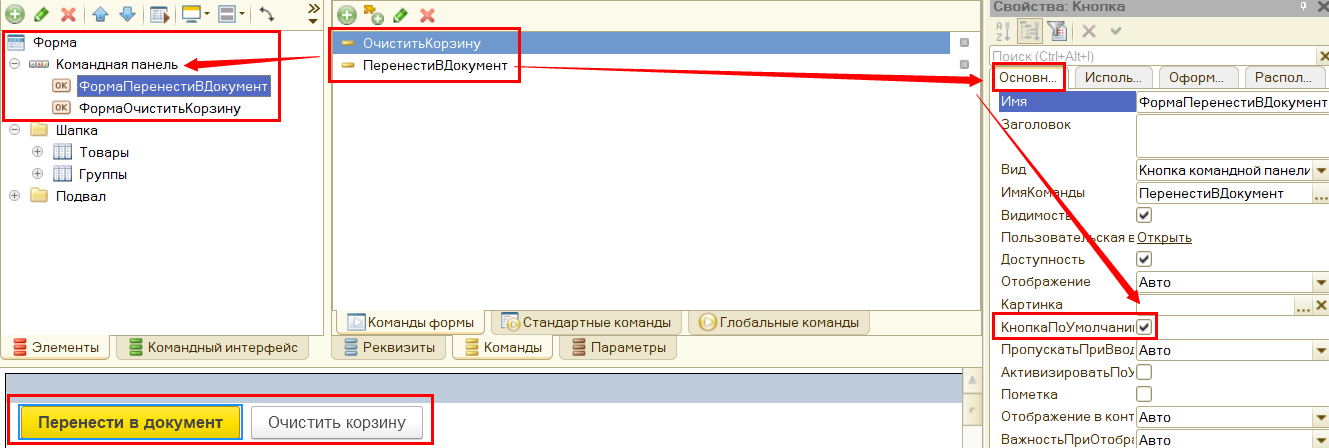 Форма
Командная панель
OK ФормаПеренестиВДокумент
OK ФормаОчиститьКорзину
Шапка
Товары
Группы
Подвал
Элементы
Командный интерфейс
ОчиститьКорзину
ПеренестиВДокумент
Команды формы
Стандартные команды
Глобальные команды
Реквизиты
Команды
Параметры
Свойства: Кнопка
Поиск (Ctrl+Alt+I)
Основн...
Исполь...
Оформ...
Распол...
Имя ФормаПеренестиВДокумент
Заголовок
Вид Кнопка командной панели
ИмяКоманды ПеренестиВДокумент ...
Видимость
Пользовательская в Открыть
Доступность
Отображение Авто
Картинка ...
КнопкаПоУмолчани
ПропускатьПриВвод Авто
АктивизироватьПоУ
Пометка
Отображение в конт Авто
ВажностьПриОтобра Авто
Перенести в документ
Очистить корзину